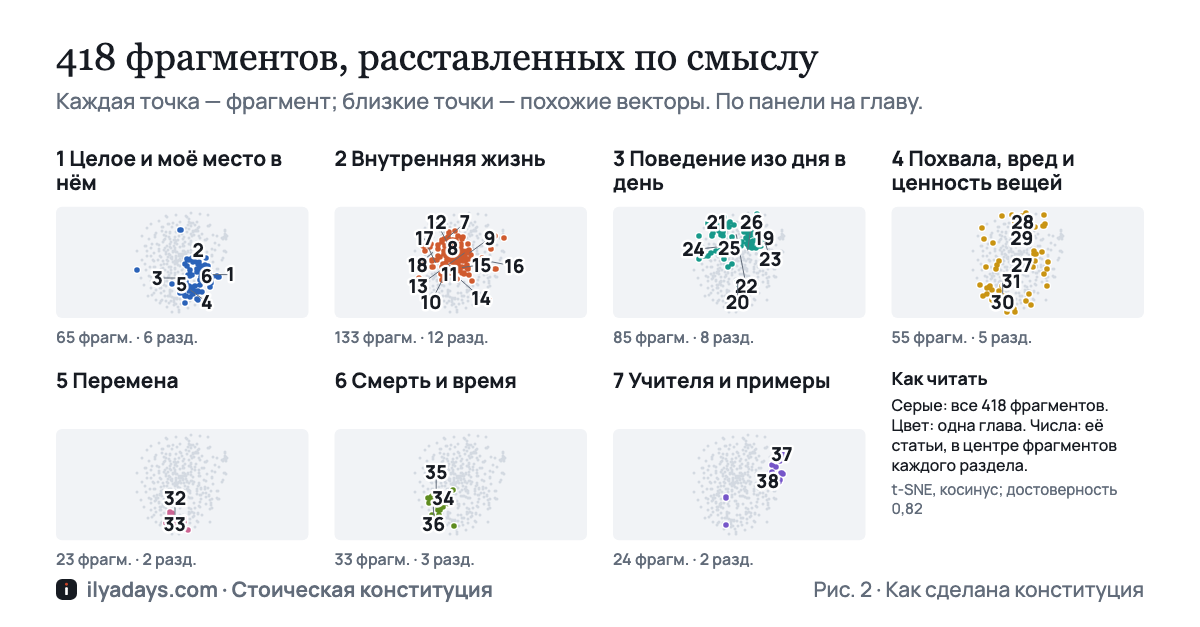 418 фрагментов, расставленных по смыслу
Каждая точка — фрагмент; близкие точки — похожие векторы. По панели на главу.
1 Целое и моё место в
нём
2
3
5
6
1
4
65 фрагм. · 6 разд.
2 Внутренняя жизнь
12
7
17
8
9
18
11
15
16
13
10
14
133 фрагм. · 12 разд.
3 Поведение изо дня в
день
21
26
19
24
25
23
22
20
85 фрагм. · 8 разд.
4 Похвала, вред и
ценность вещей
28
29
27
31
30
55 фрагм. · 5 разд.
5 Перемена
32
33
23 фрагм. · 2 разд.
6 Смерть и время
35
34
36
33 фрагм. · 3 разд.
7 Учителя и примеры
37
38
24 фрагм. · 2 разд.
Как читать
Серые: все 418 фрагментов.
Цвет: одна глава. Числа: её
статьи, в центре фрагментов
каждого раздела.
t-SNE, косинус; достоверность
0,82
i ilyadays.com · Стоическая конституция
Рис. 2 · Как сделана конституция